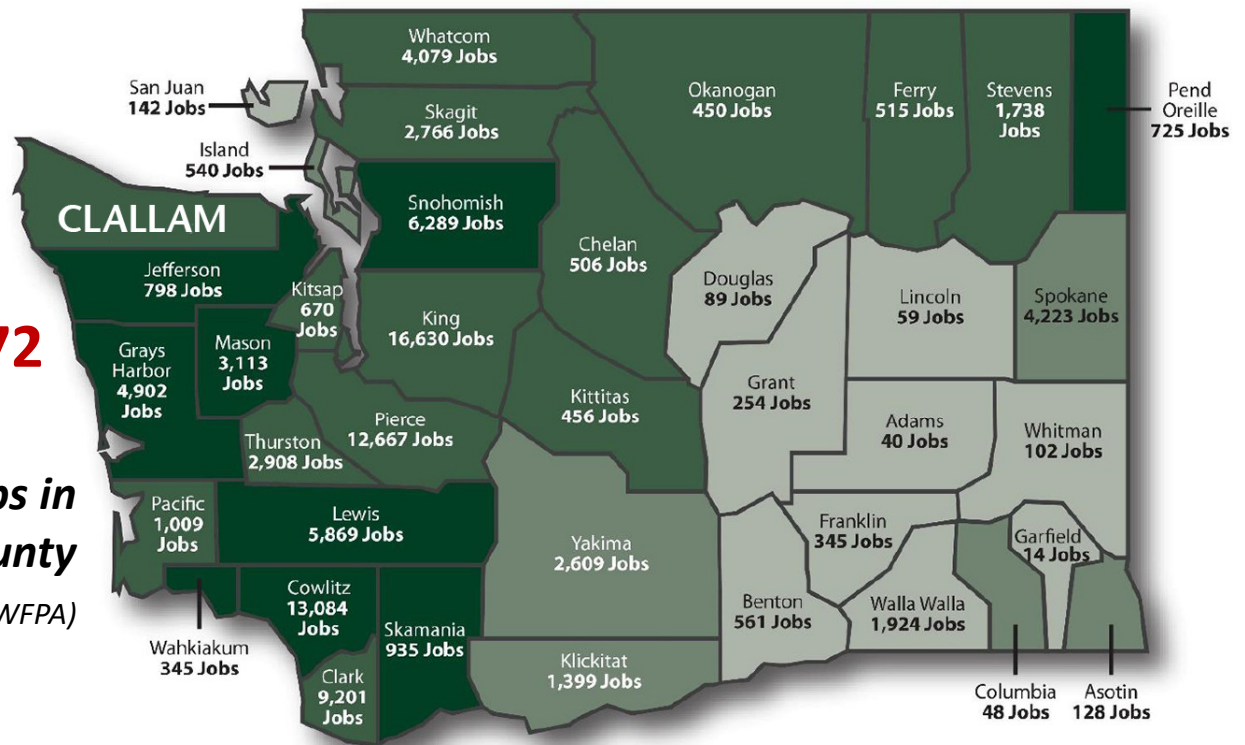 Whatcom
4,079 Jobs
San Juan
142 Jobs
Skagit
2,766 Jobs
Island
540 Jobs
Okanogan
450 Jobs
Ferry
515 Jobs
Stevens
1,738
Jobs
Pend
Oreille
725 Jobs
CLALLAM
Snohomish
6,289 Jobs
Chelan
506 Jobs
Jefferson
798 Jobs
Kitsap
670
Jobs
Douglas
89 Jobs
Lincoln
59 Jobs
Spokane
4,223 Jobs
72
Grays
Harbor
4,902
Jobs
Mason
3,113
Jobs
King
16,630 Jobs
Kittitas
456 Jobs
Grant
254 Jobs
Adams
40 Jobs
Whitman
102 Jobs
Thurston
2,908 Jobs
Pierce
12,667 Jobs
bs in
unty
WFPA)
Pacific
1,009
Jobs
Lewis
5,869 Jobs
Yakima
2,609 Jobs
Franklin
345 Jobs
Garfield
14 Jobs
Wahkiakum
345 Jobs
Cowlitz
13,084
Jobs
Skamania
935 Jobs
Benton
561 Jobs
Walla Walla
1,924 Jobs
Clark
9,201
Jobs
Klickitat
1,399 Jobs
Columbia
48 Jobs
Asotin
128 Jobs